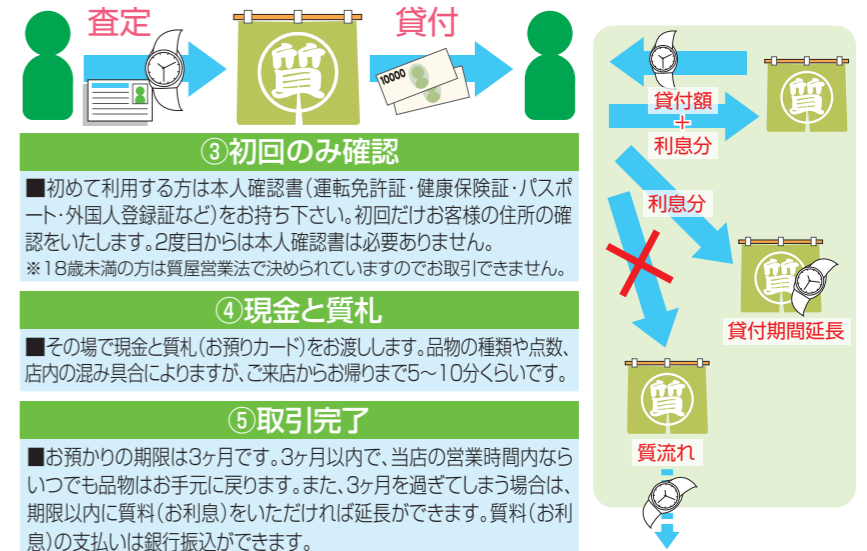 査定
貸付
質
10000
③初回のみ確認
■初めて利用する方は本人確認書(運転免許証・健康保険証・パスポ
ート・外国人登録証など)をお持ち下さい。初回だけお客様の住所の確
認をいたします。2度目からは本人確認書は必要ありません。
※18歳未満の方は質屋営業法で決められていますのでお取引できません。
④現金と質札
■その場で現金と質札(お預りカード)をお渡しします。品物の種類や点数、
店内の混み具合によりますが、ご来店からお帰りまで5〜10分くらいです。
⑤取引完了
■お預かりの期限は3ヶ月です。3ヶ月以内で、当店の営業時間内なら
いつでも品物はお手元に戻ります。また、3ヶ月を過ぎてしまう場合は、
期限以内に質料(お利息)をいただければ延長ができます。質料(お利
息)の支払いは銀行振込ができます。
質
貸付額
+
利息分
利息分
質
貸付期間延長
質
質流れ